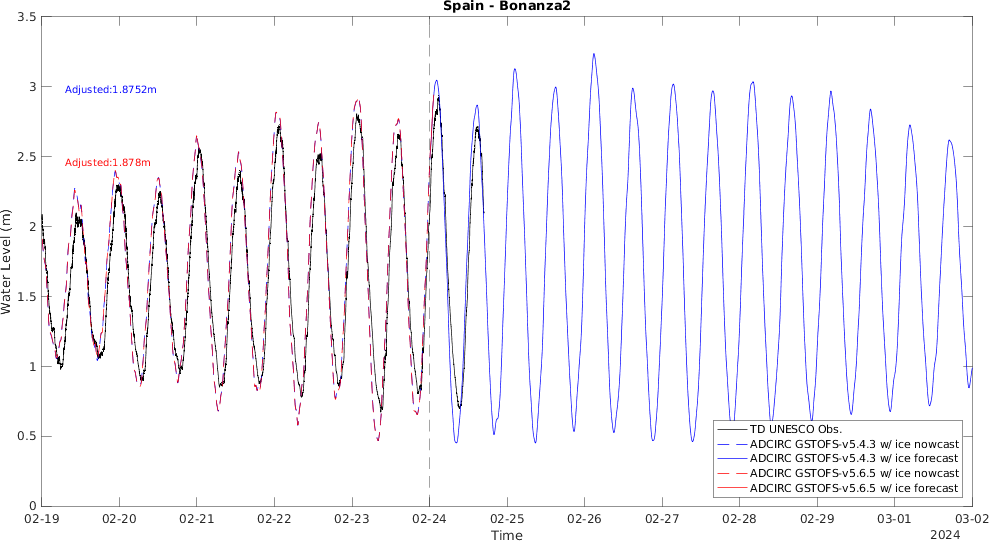 Spain - Bonanza2
3.5
3
2.5
2
1.5
1
0.5
0
Water Level (m)
Adjusted:1.8752m
Adjusted:1.878m
TD UNESCO Obs.
ADCIRC GSTOFS-v5.4.3 w/ ice nowcast
ADCIRC GSTOFS-v5.4.3 w/ ice forecast
ADCIRC GSTOFS-v5.6.5 w/ ice nowcast
ADCIRC GSTOFS-v5.6.5 w/ ice forecast
02-19 02-20 02-21 02-22 02-23 02-24 02-25 02-26 02-27 02-28 02-29 03-01 03-02
Time
2024